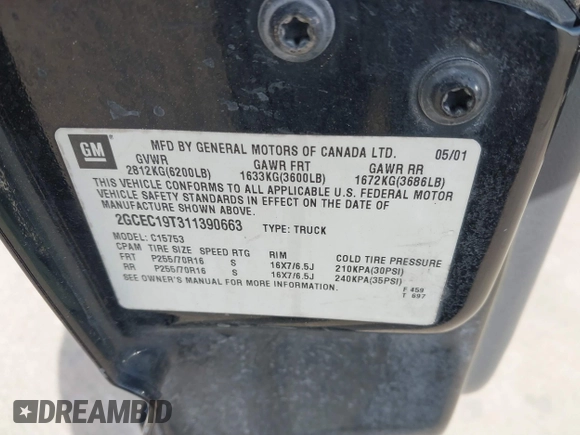 GM
MFD BY GENERAL MOTORS OF CANADA LTD. 05/01
GVWR GAWR FRT GAWR RR
2812KG(6200LB) 1633KG(3600LB) 1672KG(3686LB)
THIS VEHICLE CONFORMS TO ALL APPLICABLE U.S. FEDERAL MOTOR
VEHICLE SAFETY STANDARDS IN EFFECT ON THE DATE OF
MANUFACTURE SHOWN ABOVE.
2GCEC19T311390663 TYPE: TRUCK
MODEL: C15753
CPAM TIRE SIZE SPEED RTG RIM COLD TIRE PRESSURE
FRT P255/70R16 S 16X7/6.5J 210KPA(30PSI)
RR P255/70R16 S 16X7/6.5J 240KPA(35PSI)
SEE OWNER'S MANUAL FOR MORE INFORMATION.
F 459
T 697
DREAMBID